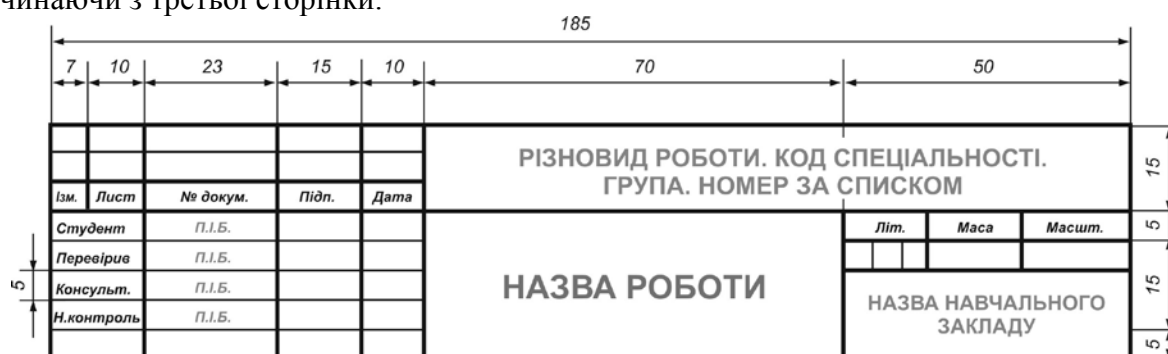 чинаючи з третьої сторінки.
185
7 10 23 15 10 70 50
РІЗНОВИД РОБОТИ. КОД СПЕЦІАЛЬНОСТІ.
ГРУПА. НОМЕР ЗА СПИСКОМ
15
Ізм. Лист № докум. Підп. Дата
Студент П.І.Б.
Літ. Маса Масшт.
5
Перевірив П.І.Б.
5
Консульт. П.І.Б.
НАЗВА РОБОТИ
15
НАЗВА НАВЧАЛЬНОГО
ЗАКЛАДУ
Н.контроль П.І.Б.
5